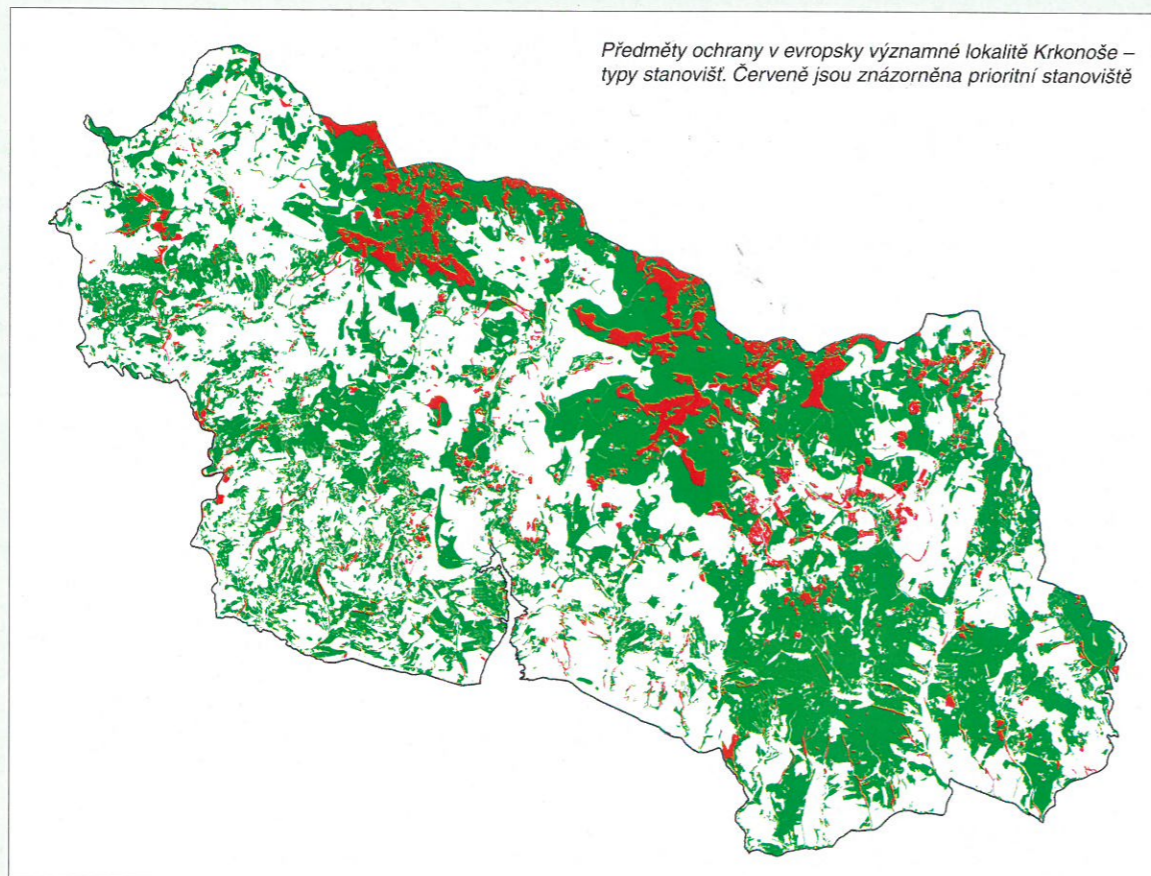 Předměty ochrany v evropsky významné lokalitě Krkonoše –
typy stanovišť. Červeně jsou znázorněna prioritní stanoviště